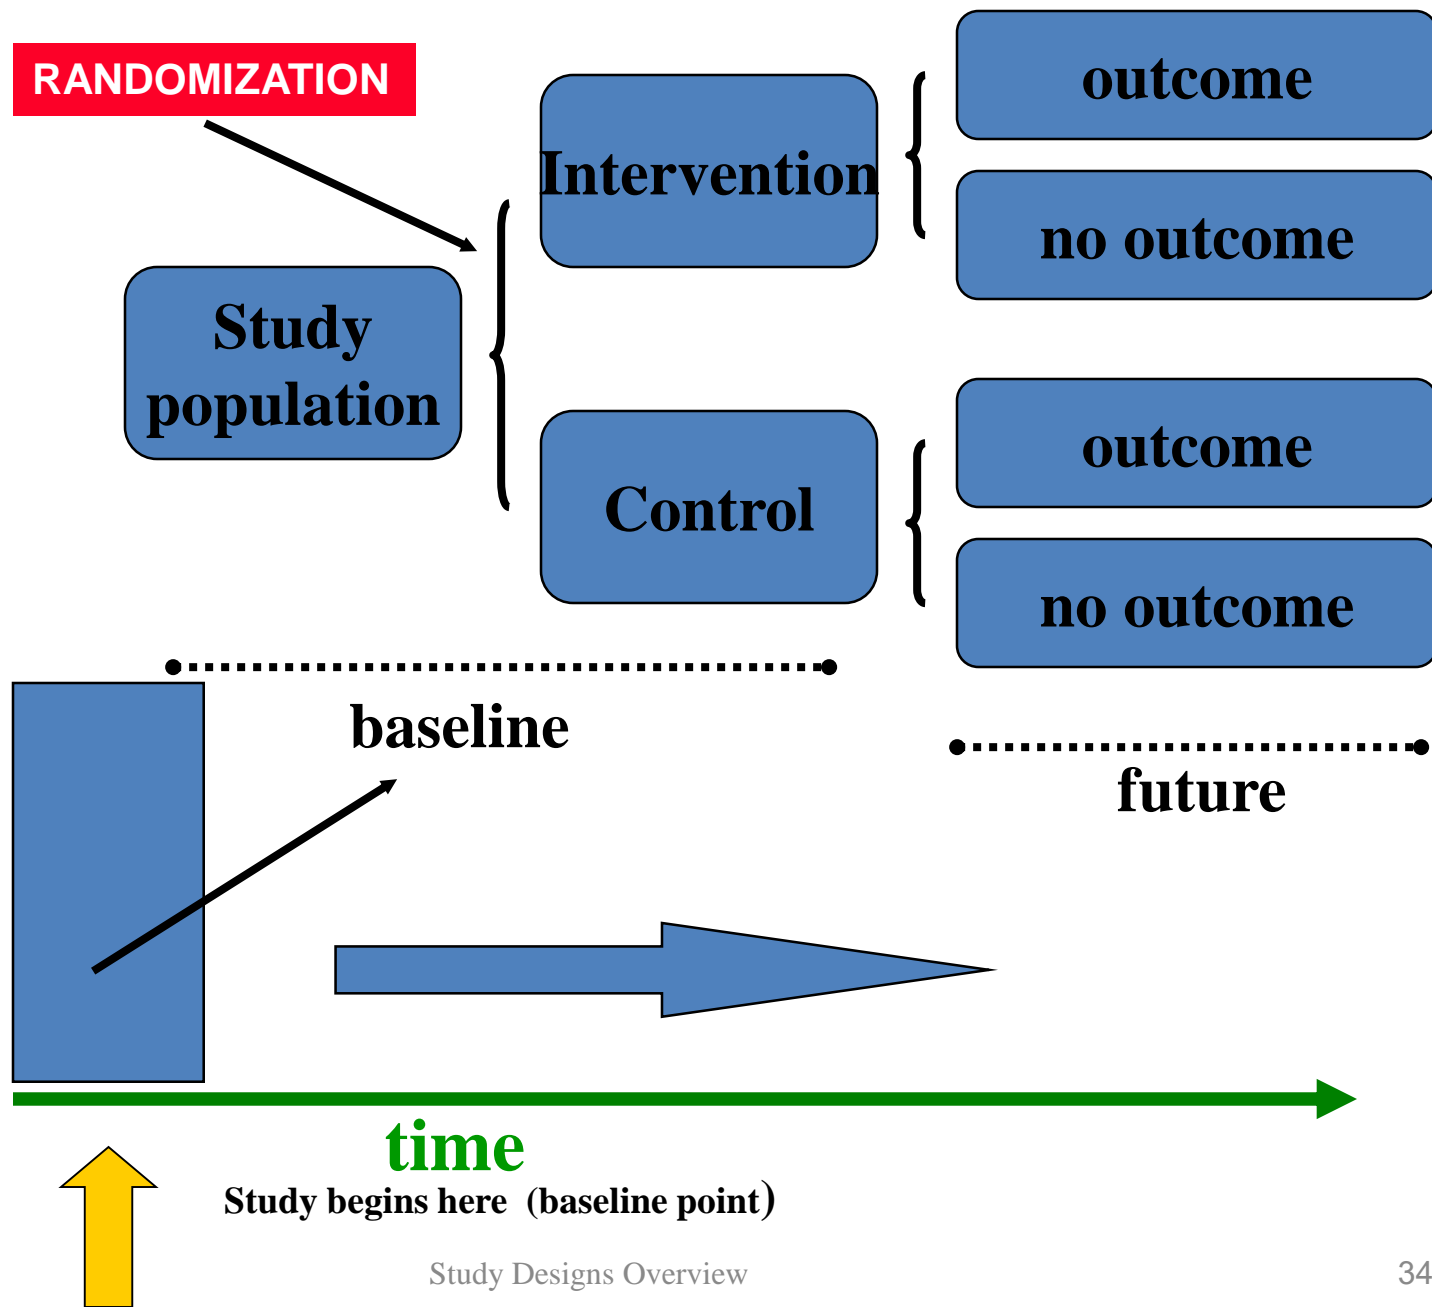 RANDOMIZATION
outcome
Intervention
no outcome
Study
population
outcome
Control
no outcome
baseline
future
time
Study begins here (baseline point)
Study Designs Overview
34